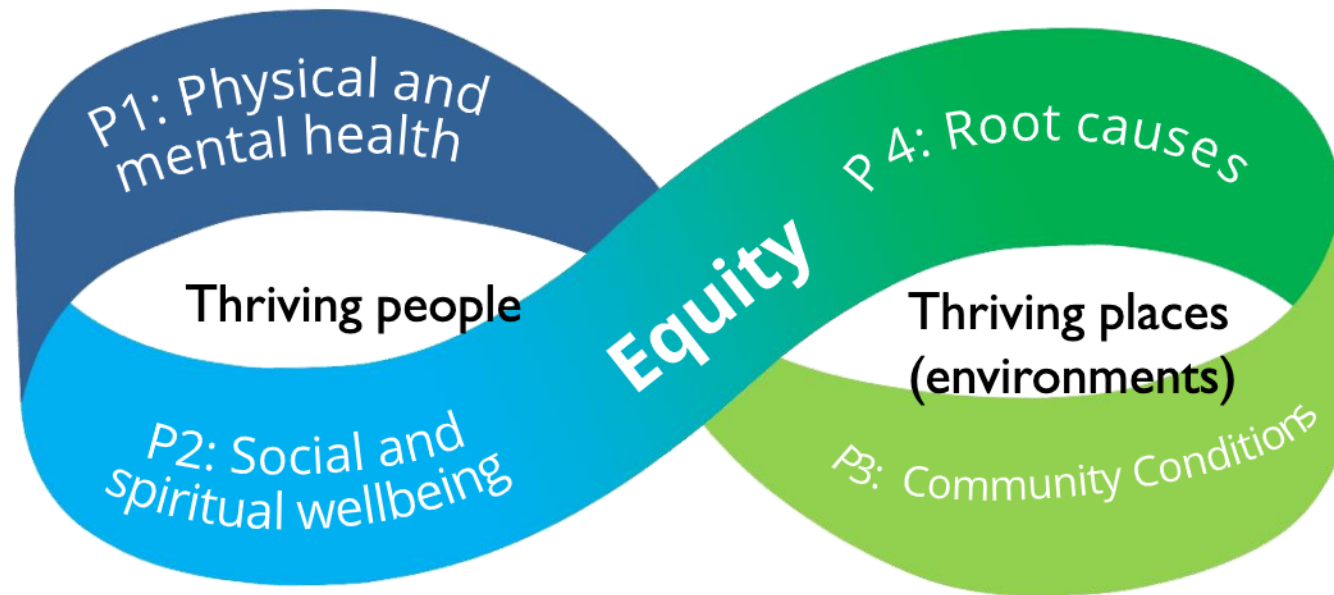 P1: Physical and
mental health
Thriving people
P2: Social and
spiritual wellbeing
Equity
P 4: Root causes
Thriving places
(environments)
P3: Community Conditions